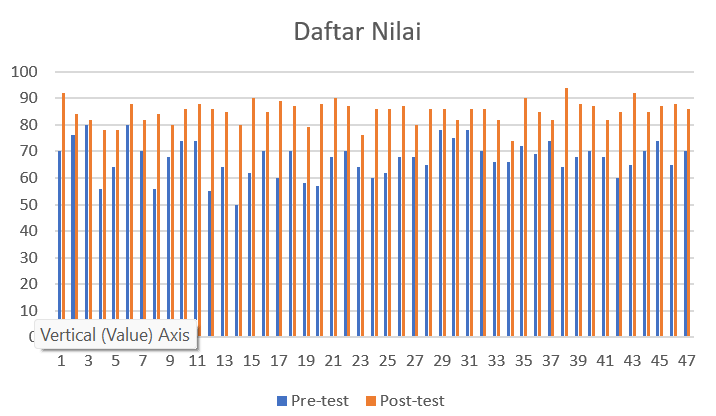 Daftar Nilai
100
90
80
70
60
50
40
30
20
10
0
Vertical (Value) Axis
1 3 5 7 9 11 13 15 17 19 21 23 25 27 29 31 33 35 37 39 41 43 45 47
Pre-test Post-test